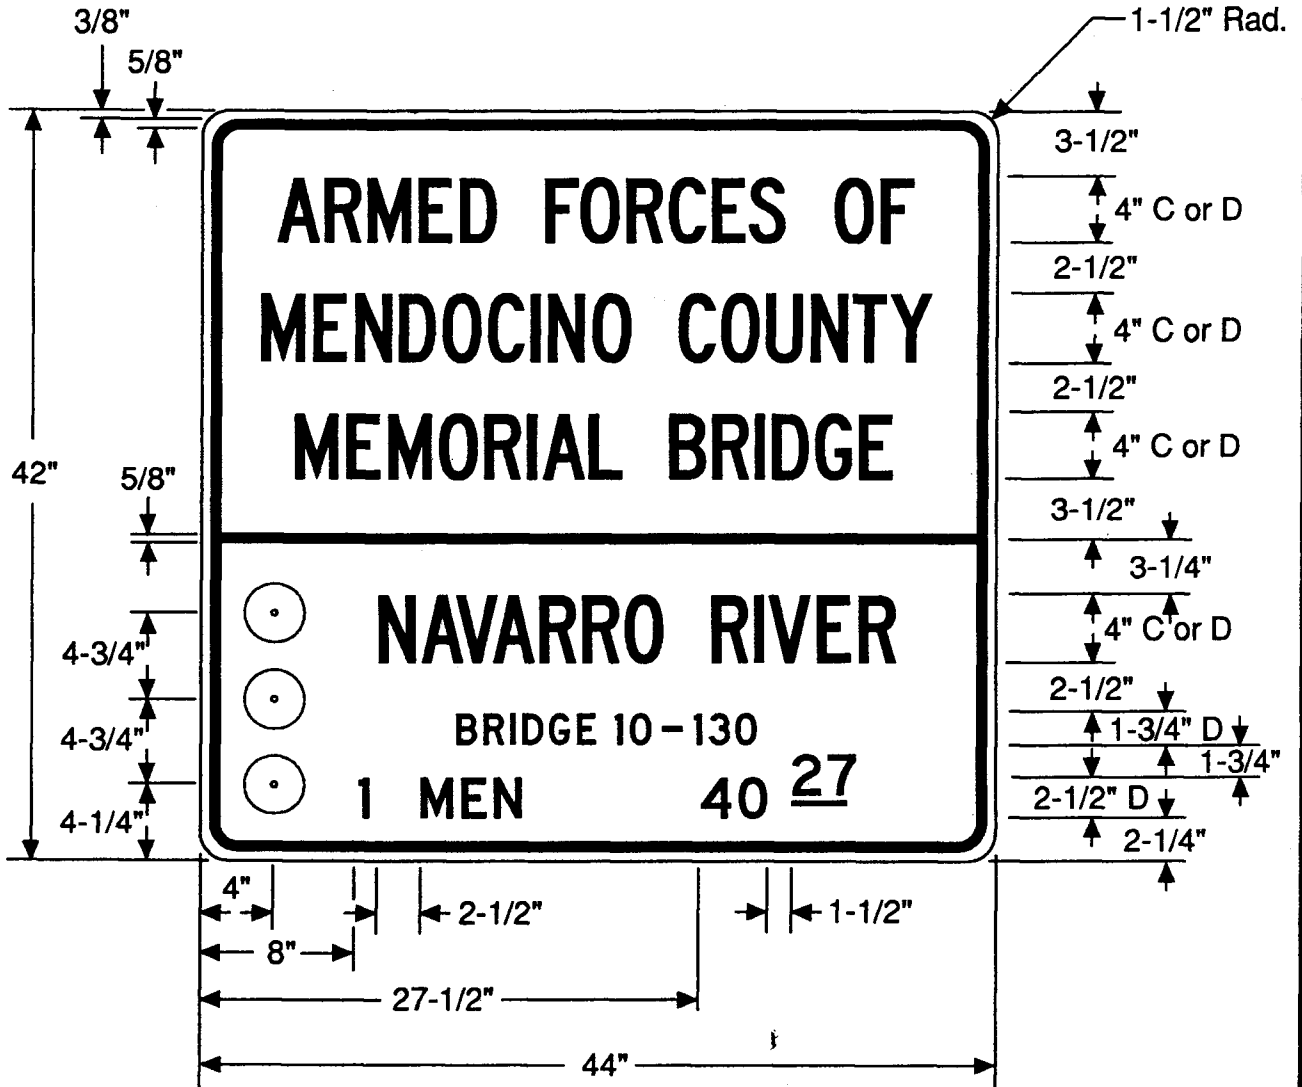 3/8"
1-1/2" Rad.
5/8"
3-1/2"
ARMED FORCES OF
4" C or D
2-1/2"
MENDOCINO COUNTY
4" C or D
2-1/2"
MEMORIAL BRIDGE
4" C or D
42"
5/8"
3-1/2"
3-1/4"
NAVARRO RIVER
4" C or D
4-3/4"
2-1/2"
BRIDGE 10-130
1-3/4" D
4-3/4"
1-3/4"
1 MEN 40 27
2-1/2" D
4-1/4"
2-1/4"
4"
2-1/2"
1-1/2"
8"
27-1/2"
44"